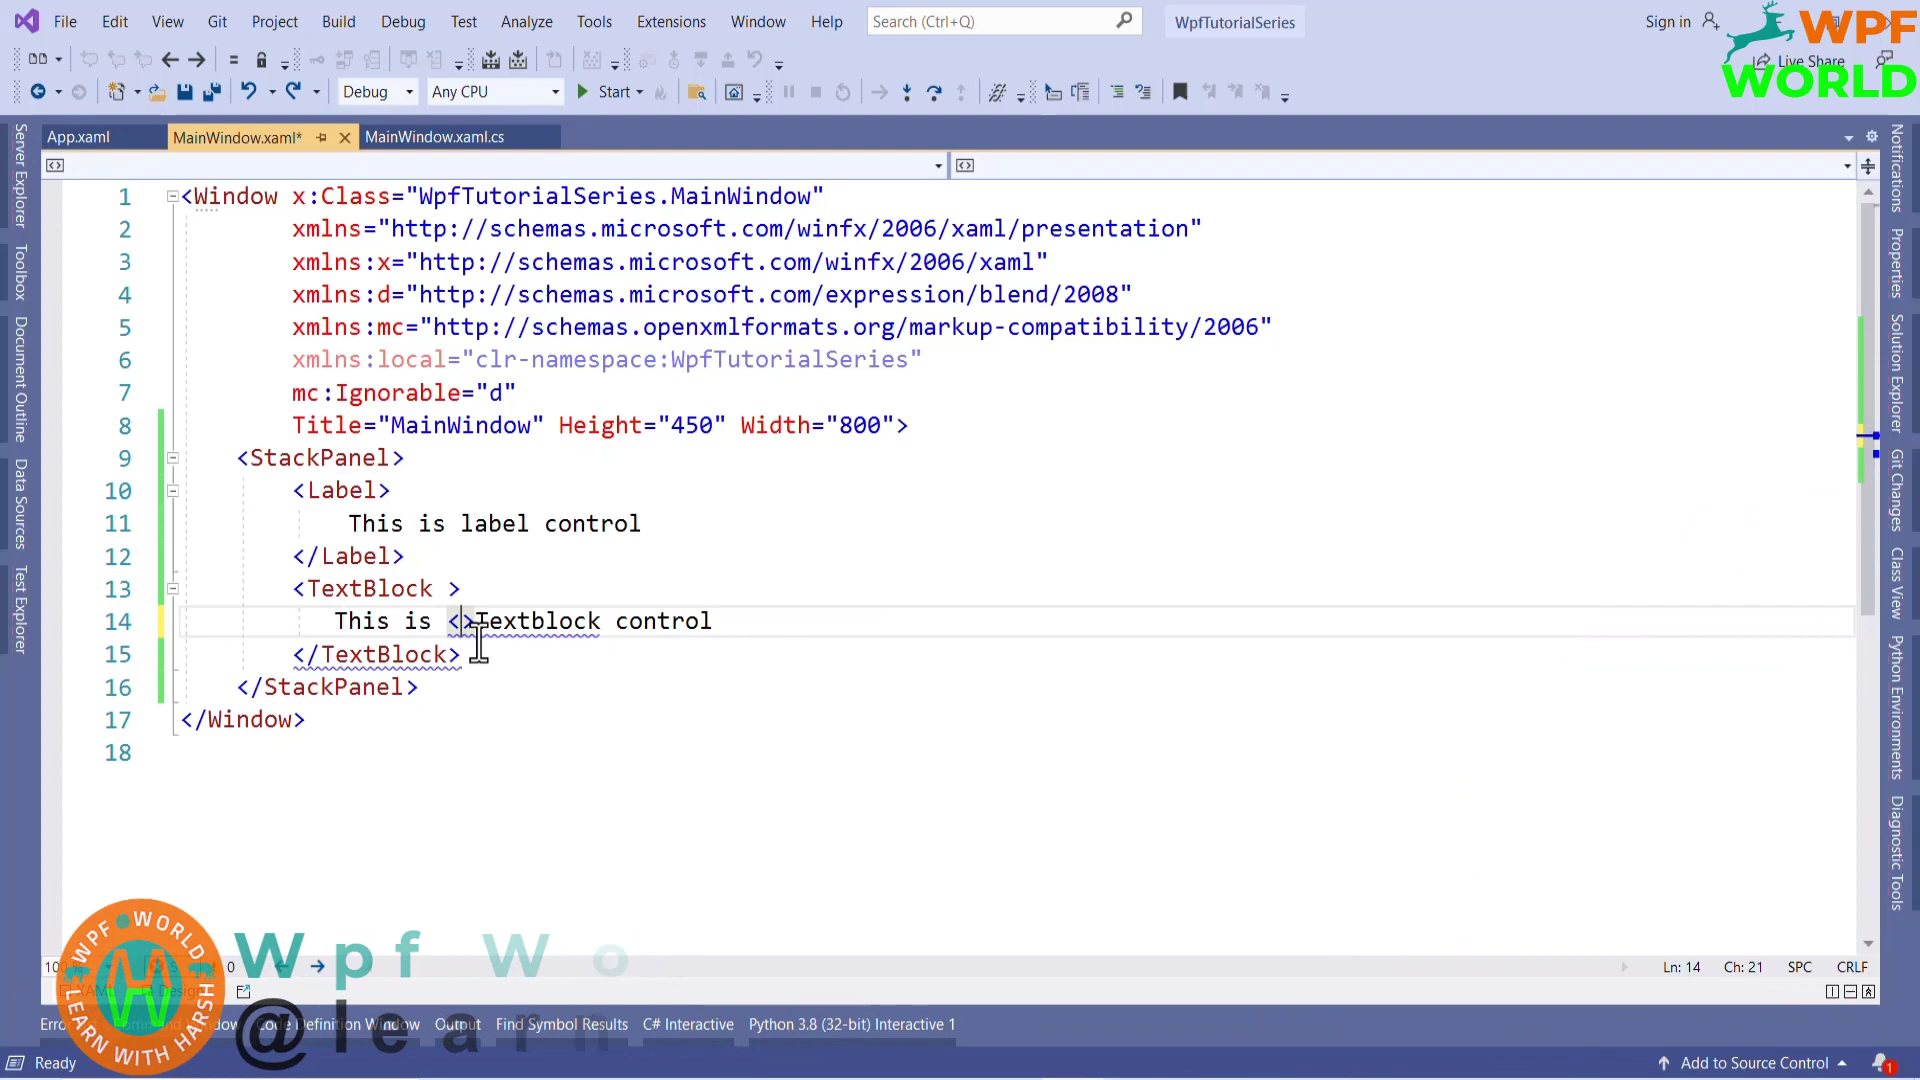 File Edit View Git Project Build Debug Test Analyze Tools Extensions Window Help Search (Ctrl+Q) WpfTutorialSeries Sign in
WPF
WORLD
Live Share
Debug Any CPU Start
App.xaml MainWindow.xaml* MainWindow.xaml.cs
Server Explorer
Toolbox
Document Outline
Data Sources
Test Explorer
1 <Window x:Class="WpfTutorialSeries.MainWindow"
2 xmlns="http://schemas.microsoft.com/winfx/2006/xaml/presentation"
3 xmlns:x="http://schemas.microsoft.com/winfx/2006/xaml"
4 xmlns:d="http://schemas.microsoft.com/expression/blend/2008"
5 xmlns:mc="http://schemas.openxmlformats.org/markup-compatibility/2006"
6 xmlns:local="clr-namespace:WpfTutorialSeries"
7 mc:Ignorable="d"
8 Title="MainWindow" Height="450" Width="800">
9 <StackPanel>
10 <Label>
11 This is label control
12 </Label>
13 <TextBlock >
14 This is <>Textblock control
15 </TextBlock>
16 </StackPanel>
17 </Window>
18
Notifications
Properties
Solution Explorer
Git Changes
Class View
Python Environments
Diagnostic Tools
WPF WORLD
LEARN WITH HARSH
Wpf Wo
@learn
0
Ln: 14 Ch: 21 SPC CRLF
Code Definition Window Output Find Symbol Results C# Interactive Python 3.8 (32-bit) Interactive 1
Ready Add to Source Control 1